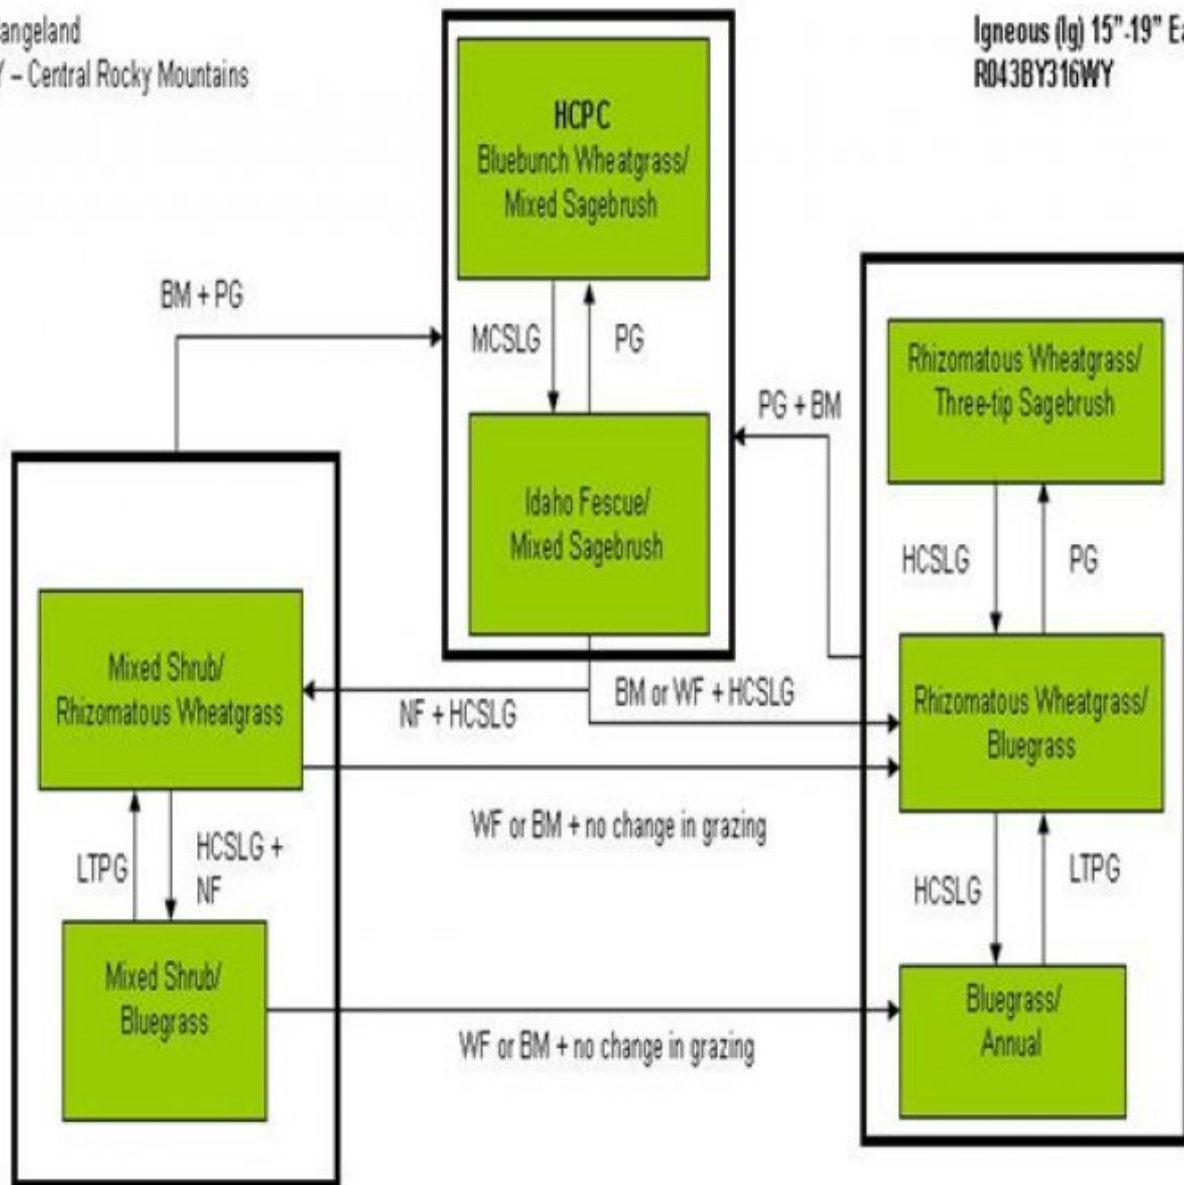 – Central Rocky Mountains
Igneous (Ig) 15”-19”
R043BY316WY
HCPC
Bluebunch Wheatgrass/
Mixed Sagebrush
BM + PG
MCSLG
PG
Rhizomatous Wheatgrass/
Three-tip Sagebrush
PG + BM
Idaho Fescue/
Mixed Sagebrush
HCSLG
PG
Mixed Shrub/
Rhizomatous Wheatgrass
NF + HCSLG
BM or WF + HCSLG
Rhizomatous Wheatgrass/
Bluegrass
WF or BM + no change in grazing
LTPG
HCSLG +
NF
HCSLG
LTPG
Mixed Shrub/
Bluegrass
Bluegrass/
Annual
WF or BM + no change in grazing